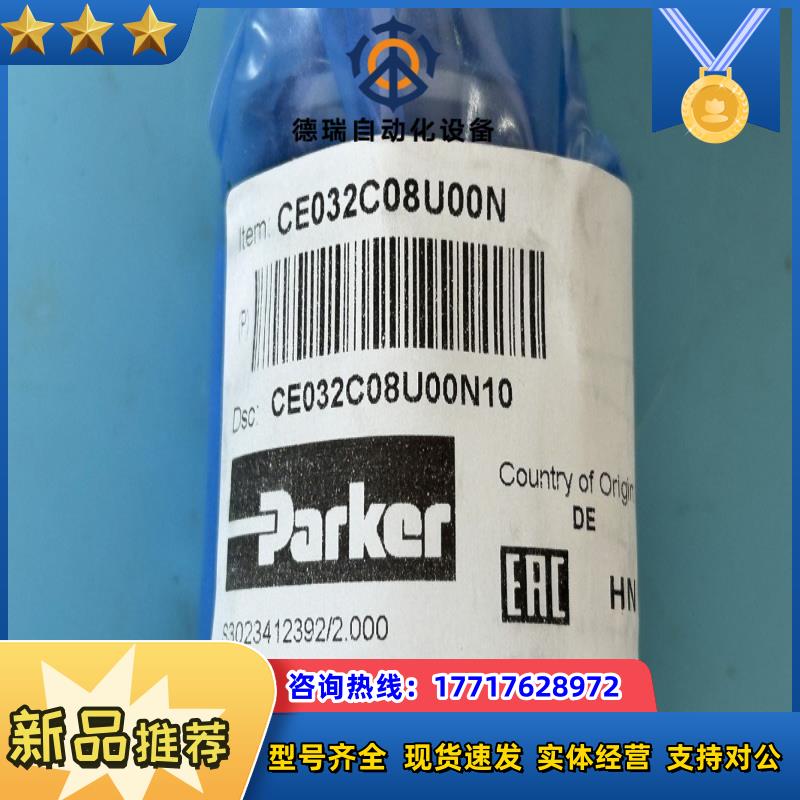 德瑞自动化设备
Item: CE032C08U00N
(P)
Dsc: CE032C08U00N10
Parker
Country of Origin
DE
EAC
HN
S3023412392/2.000
咨询热线：17717628972
新品推荐
型号齐全 现货速发 实体经营 支持对公